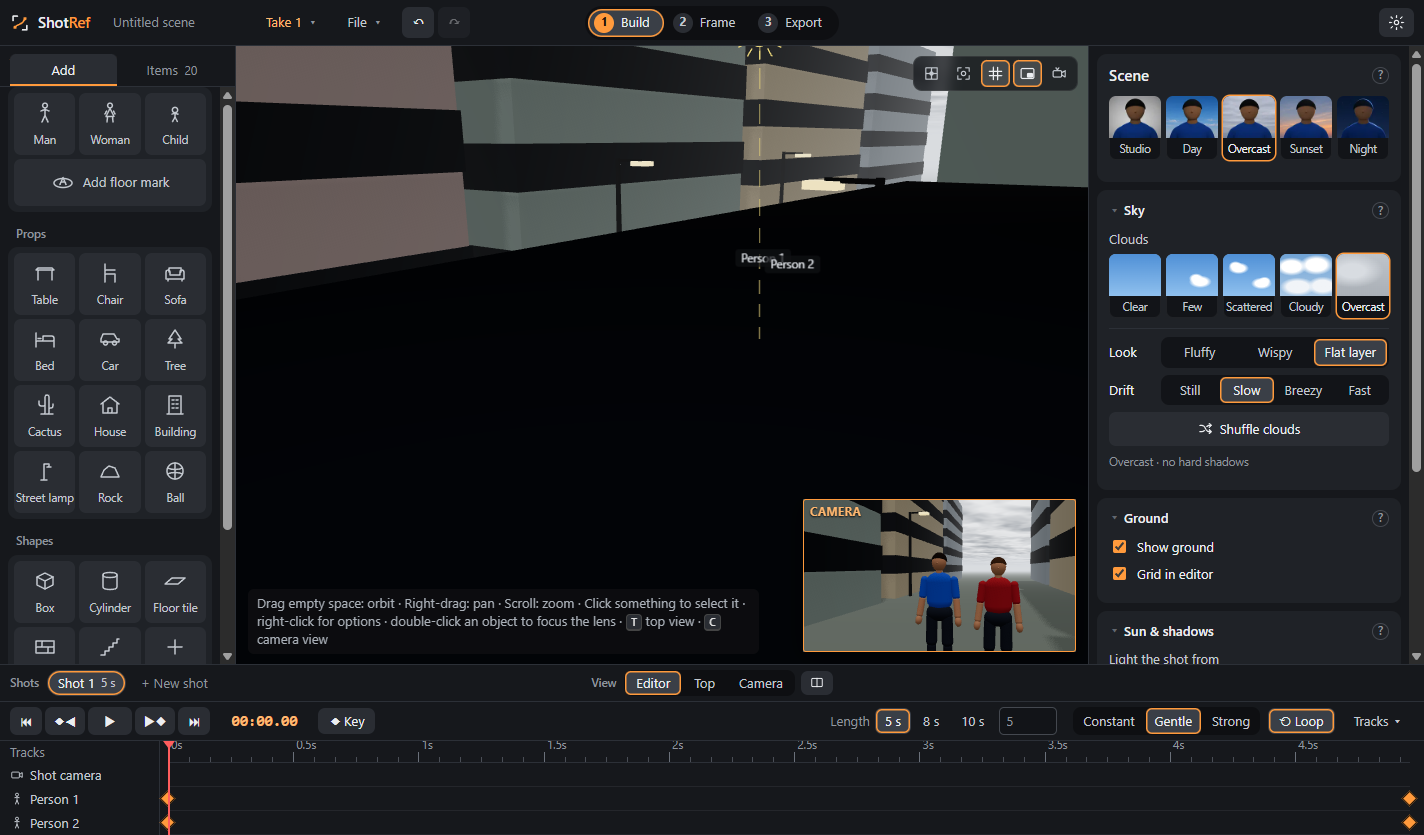 ShotRef
Untitled scene
Take 1
File
1 Build
2 Frame
3 Export
Add
Items 20
Man
Woman
Child
Add floor mark
Props
Table
Chair
Sofa
Bed
Car
Tree
Cactus
House
Building
Street lamp
Rock
Ball
Shapes
Box
Cylinder
Floor tile
Person 1
Person 2
CAMERA
Drag empty space: orbit · Right-drag: pan · Scroll: zoom · Click something to select it ·
right-click for options · double-click an object to focus the lens · T top view · C
camera view
Scene
?
Studio
Day
Overcast
Sunset
Night
Sky
?
Clouds
Clear
Few
Scattered
Cloudy
Overcast
Look
Fluffy
Wispy
Flat layer
Drift
Still
Slow
Breezy
Fast
Shuffle clouds
Overcast · no hard shadows
Ground
?
Show ground
Grid in editor
Sun & shadows
?
Light the shot from
Shots
Shot 1 5 s
+ New shot
View
Editor
Top
Camera
00:00.00
Key
Length
5 s
8 s
10 s
5
Constant
Gentle
Strong
Loop
Tracks
Tracks
0s
0.5s
1s
1.5s
2s
2.5s
3s
3.5s
4s
4.5s
Shot camera
Person 1
Person 2